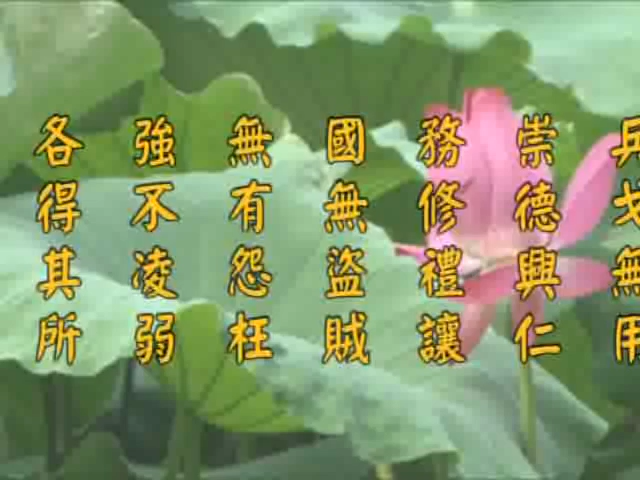 兵戈無用
崇德興仁
務修禮讓
國無盜賊
無有怨枉
強不凌弱
各得其所